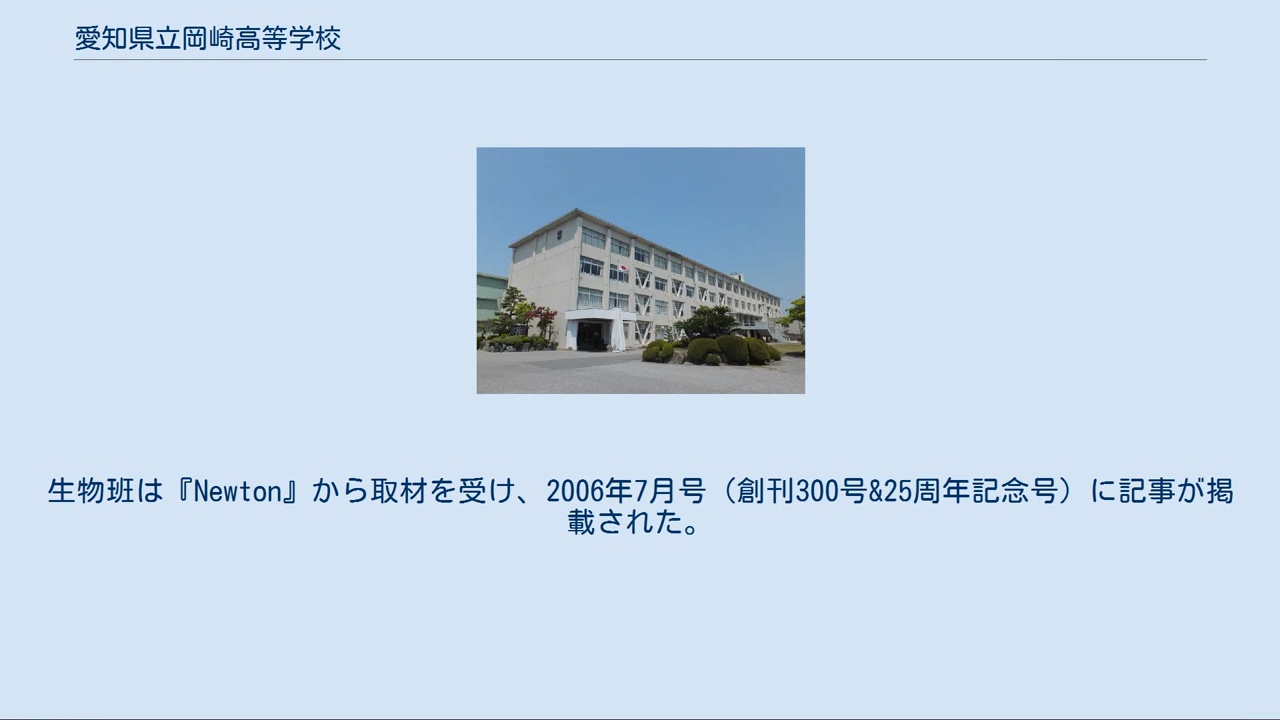 愛知県立岡崎高等学校
生物班は『Newton』から取材を受け、2006年7月号（創刊300号&25周年記念号）に記事が掲
載された。